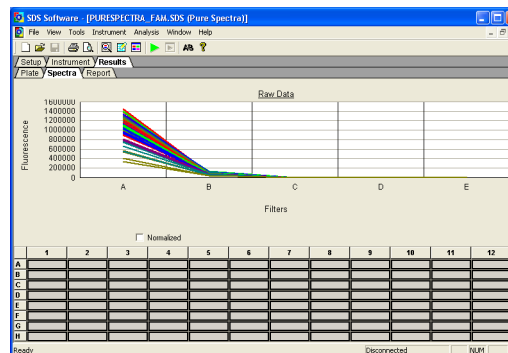 SDS Software - [PURESPECTRA_FAM.SDS (Pure Spectra)]
File View Tools Instrument Analysis Window Help
Setup Instrument Results
Plate Spectra Report
Raw Data
1600000
1400000
1200000
1000000
800000
600000
400000
200000
0
Fluorescence
A B C D E
Filters
Normalized
1 2 3 4 5 6 7 8 9 10 11 12
A
B
C
D
E
F
G
H
Ready Disconnected NUM